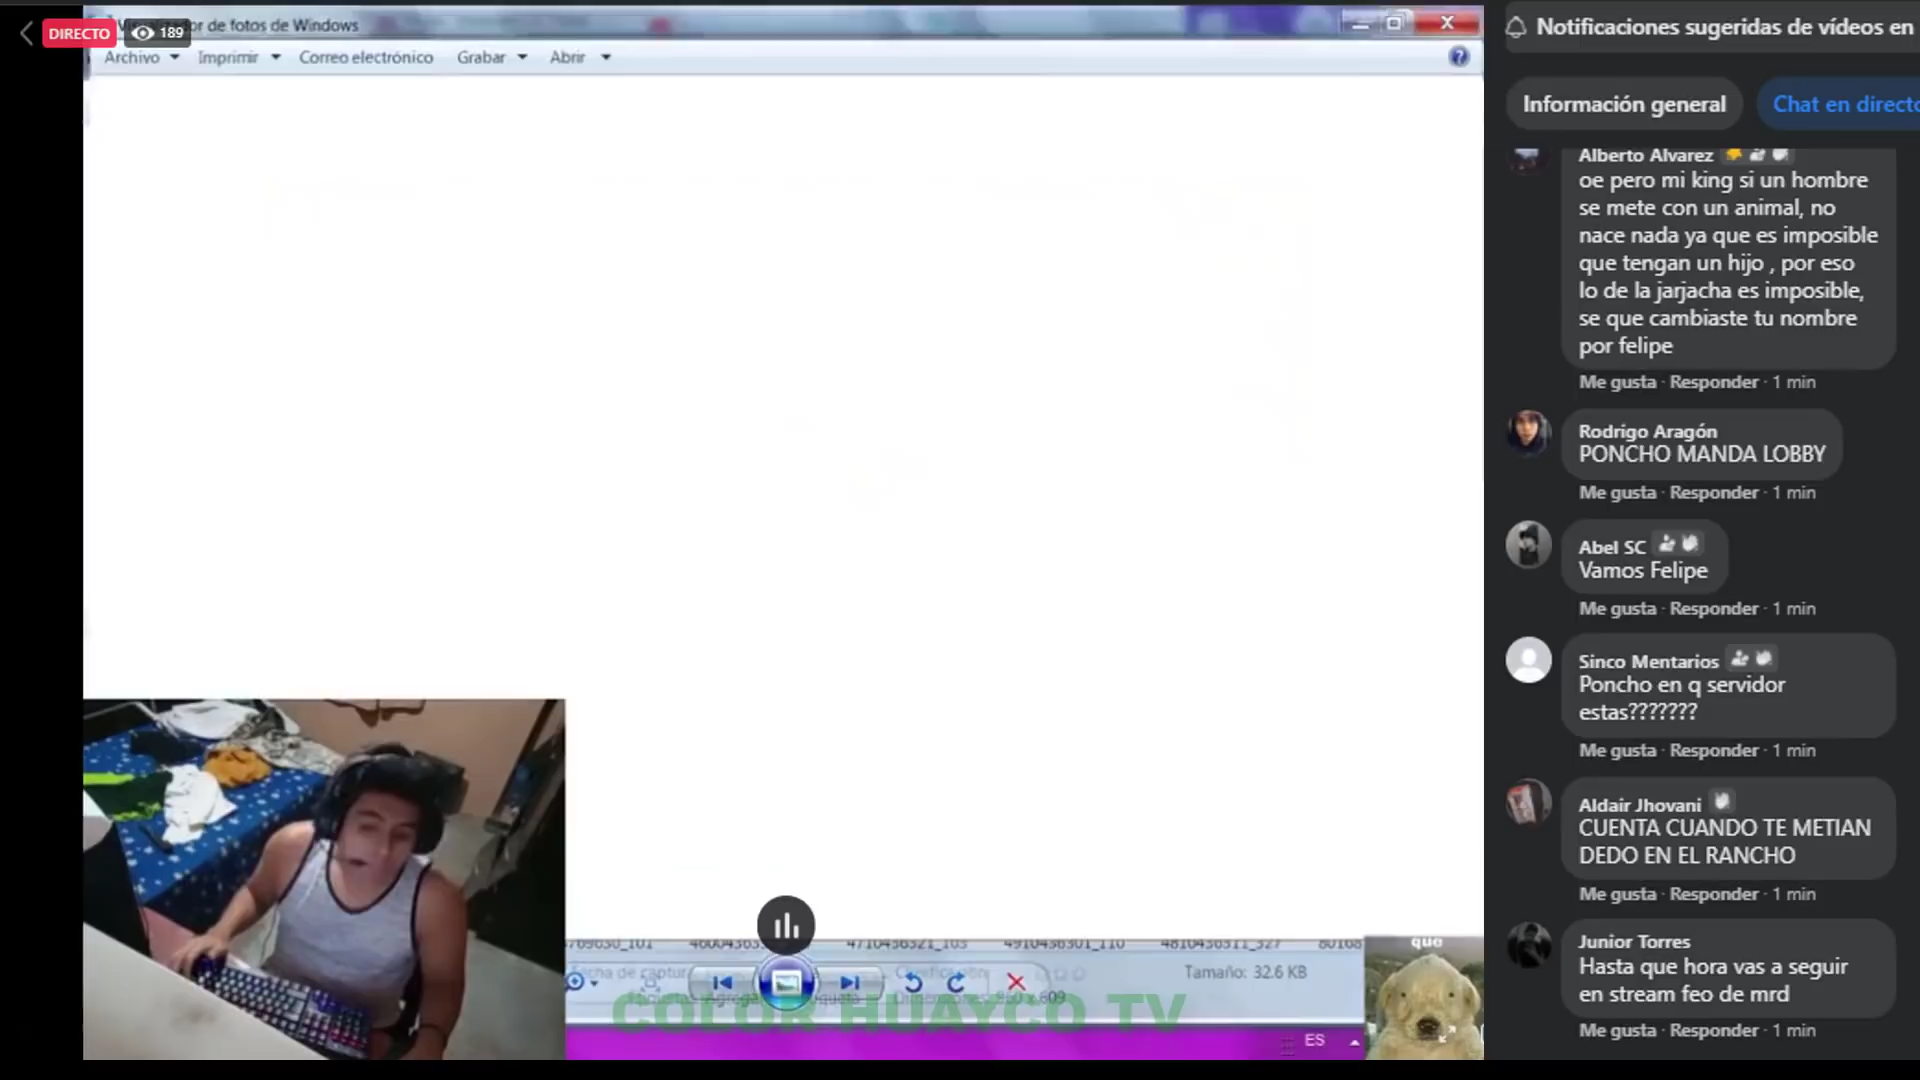 DIRECTO
189
de fotos de Windows
Archivo
Imprimir
Correo electrónico
Grabar
Abrir
101
4710436321_103
4910436301_110
4810436311_327
Tamaño: 32.6 KB
COLOR HUAYCO TV
ES
que
Notificaciones sugeridas de vídeos en
Información general
Chat en directo
Alberto Alvarez
oe pero mi king si un hombre
se mete con un animal, no
nace nada ya que es imposible
que tengan un hijo , por eso
lo de la jarjacha es imposible,
se que cambiaste tu nombre
por felipe
Me gusta · Responder · 1 min
Rodrigo Aragón
PONCHO MANDA LOBBY
Me gusta · Responder · 1 min
Abel SC
Vamos Felipe
Me gusta · Responder · 1 min
Sinco Mentarios
Poncho en q servidor
estas???????
Me gusta · Responder · 1 min
Aldair Jhovani
CUENTA CUANDO TE METIAN
DEDO EN EL RANCHO
Me gusta · Responder · 1 min
Junior Torres
Hasta que hora vas a seguir
en stream feo de mrd
Me gusta · Responder · 1 min